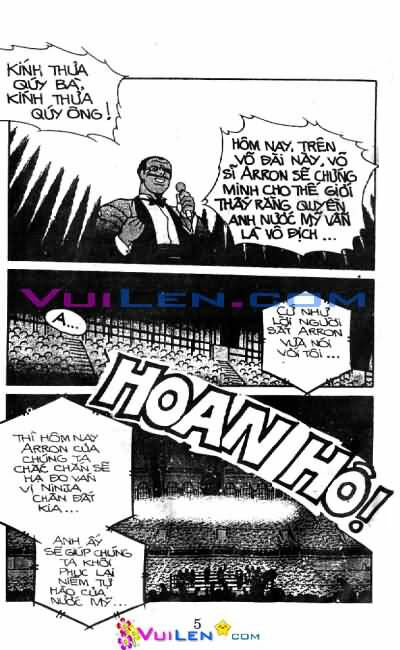 KÍNH THƯA
QÚY BÀ,
KÍNH THƯA
QÚY ÔNG!
HÔM NAY, TRÊN
VÕ ĐÀI NÀY, VÕ
SĨ ARRON SẼ CHỨNG
MINH CHO THẾ GIỚI
THẤY RẰNG QUYỀN
ANH NƯỚC MỸ VẪN
LÀ VÔ ĐỊCH...
VUILEN.COM
A...
CỨ NHƯ
LỜI NGƯỜI
SẮT ARRON
VỪA NÓI
VỚI TÔI...
HOAN HÔ!
THÌ HÔM NAY
ARRON CỦA
CHÚNG TA
CHẮC CHẮN SẼ
HẠ ĐO VÁN
VỊ NINJA
CHÂN ĐẤT
KIA...
ANH ẤY
SẼ GIÚP CHÚNG
TA KHÔI
PHỤC LẠI
NIỀM TỰ
HÀO CỦA
NƯỚC MỸ...
5
VUILEN.COM